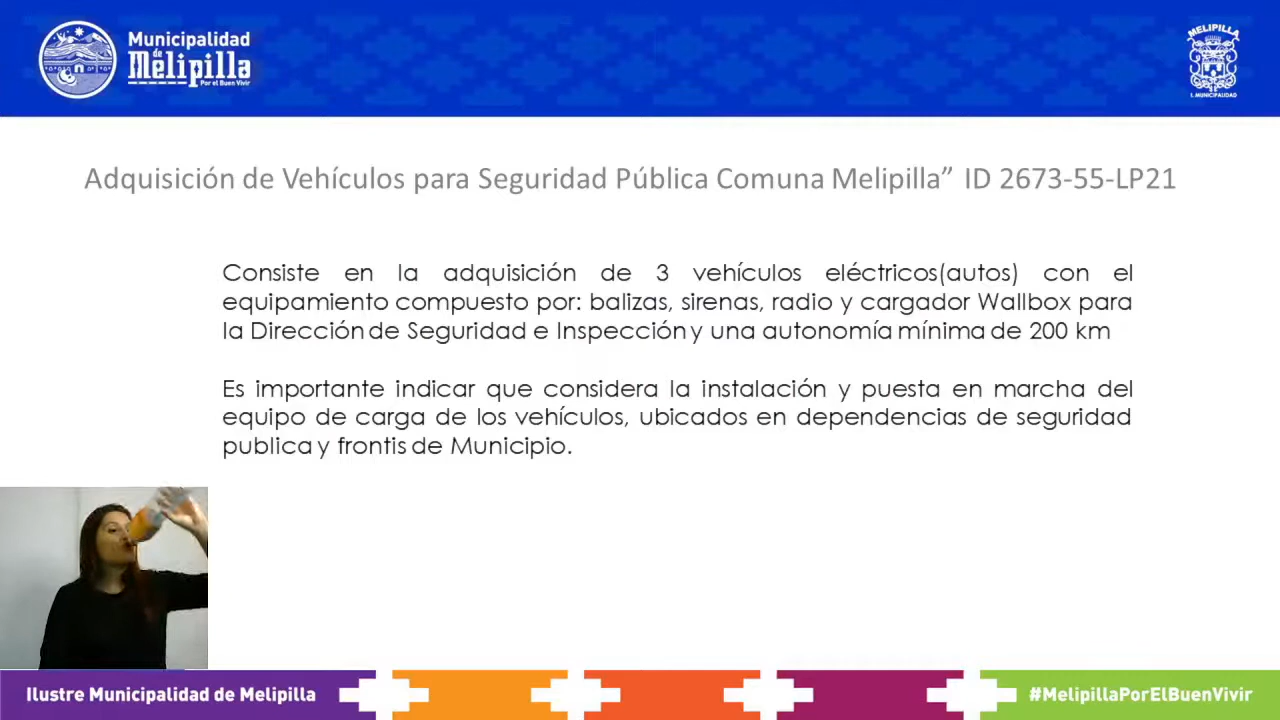 Municipalidad
de
Melipilla
Por el Buen Vivir
MELIPILLA
I. MUNICIPALIDAD
Adquisición de Vehículos para Seguridad Pública Comuna Melipilla” ID 2673-55-LP21
Consiste en la adquisición de 3 vehículos eléctricos(autos) con el
equipamiento compuesto por: balizas, sirenas, radio y cargador Wallbox para
la Dirección de Seguridad e Inspección y una autonomía mínima de 200 km
Es importante indicar que considera la instalación y puesta en marcha del
equipo de carga de los vehículos, ubicados en dependencias de seguridad
publica y frontis de Municipio.
Ilustre Municipalidad de Melipilla
#MelipillaPorElBuenVivir